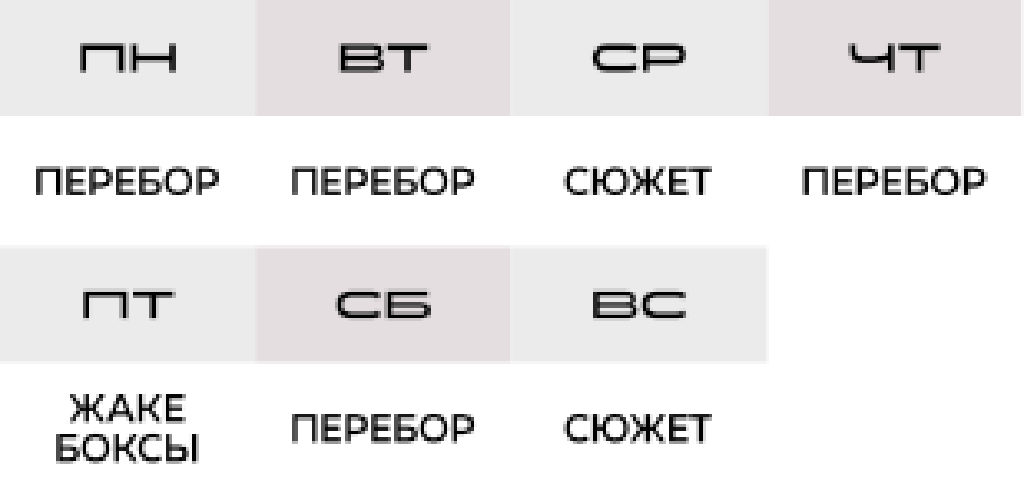 ПН ВТ СР ЧТ
ПЕРЕБОР ПЕРЕБОР СЮЖЕТ ПЕРЕБОР
ПТ СБ ВС
ЖАКЕ
БОКСЫ ПЕРЕБОР СЮЖЕТ